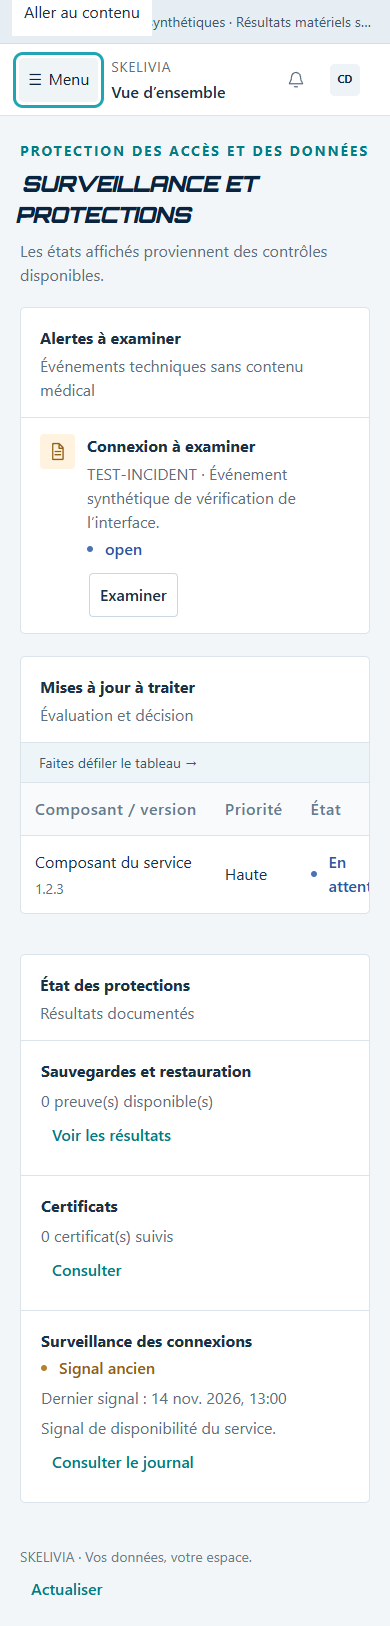 Aller au contenu
synthétiques · Résultats matériels s...
☰ Menu
SKELIVIA
Vue d’ensemble
CD
PROTECTION DES ACCÈS ET DES DONNÉES
SURVEILLANCE ET
PROTECTIONS
Les états affichés proviennent des contrôles
disponibles.
Alertes à examiner
Événements techniques sans contenu
médical
Connexion à examiner
TEST-INCIDENT · Événement
synthétique de vérification de
l’interface.
• open
Examiner
Mises à jour à traiter
Évaluation et décision
Faites défiler le tableau →
Composant / version Priorité État
Composant du service
1.2.3
Haute
• En
attent
État des protections
Résultats documentés
Sauvegardes et restauration
0 preuve(s) disponible(s)
Voir les résultats
Certificats
0 certificat(s) suivis
Consulter
Surveillance des connexions
• Signal ancien
Dernier signal : 14 nov. 2026, 13:00
Signal de disponibilité du service.
Consulter le journal
SKELIVIA · Vos données, votre espace.
Actualiser